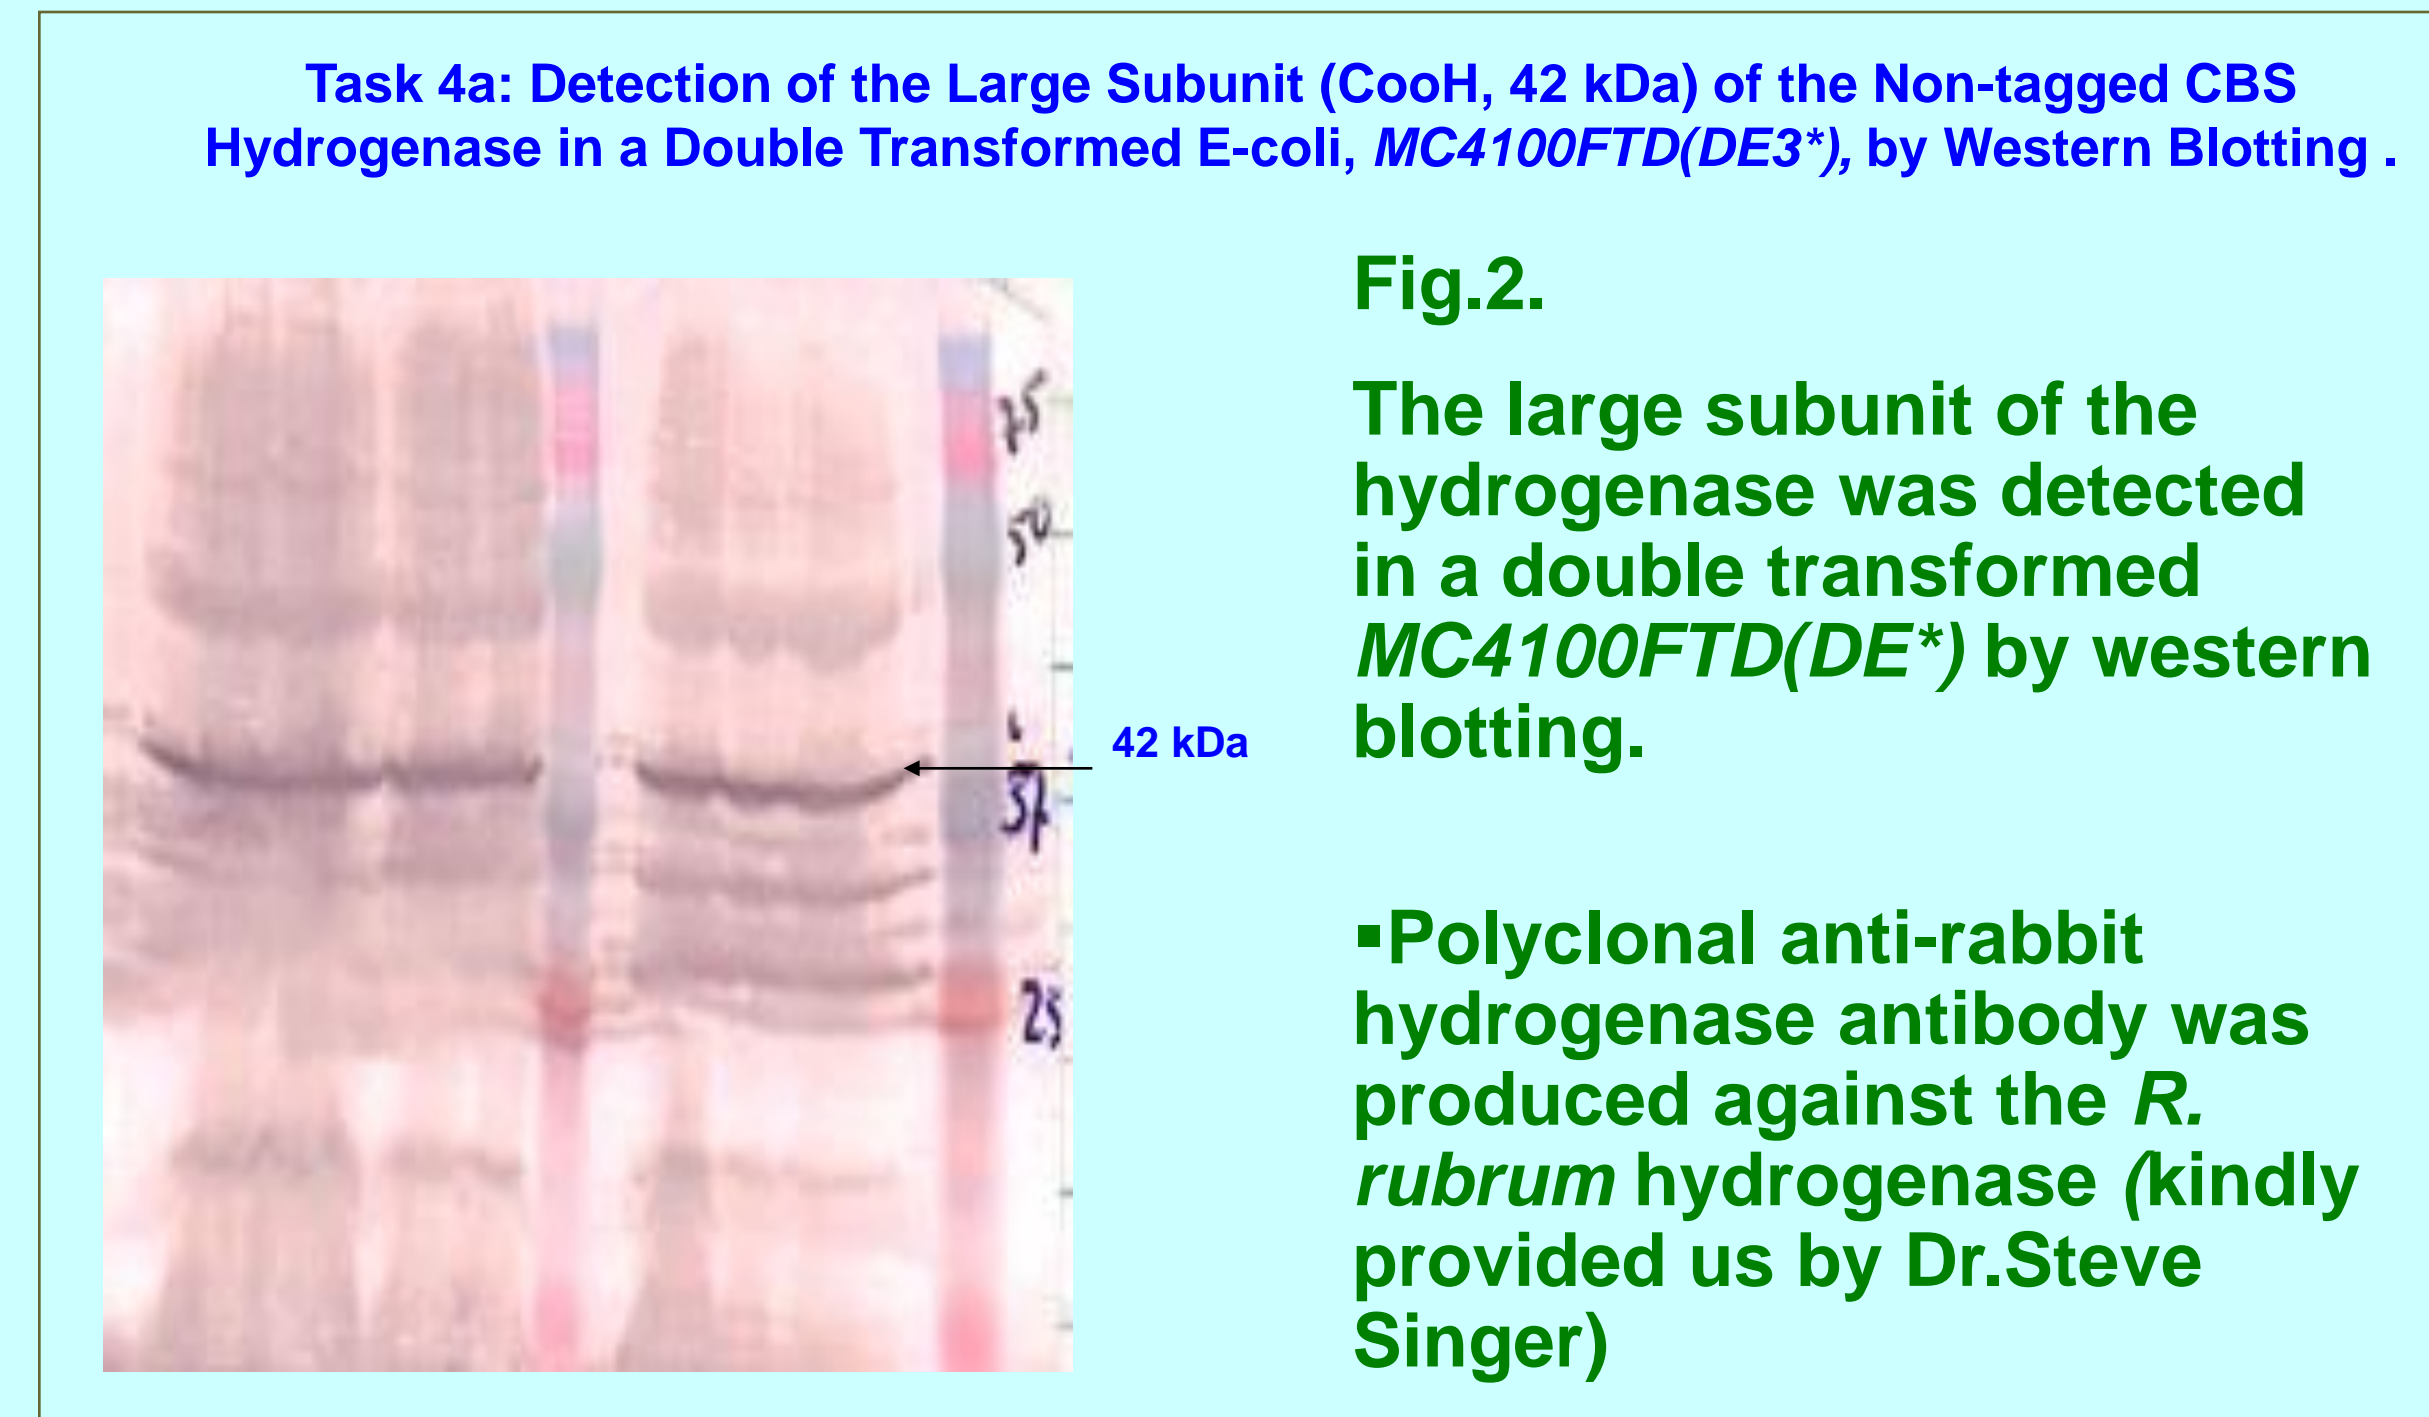 Task 4a: Detection of the Large Subunit (CooH, 42 kDa) of the Non-tagged CBS
Hydrogenase in a Double Transformed E-coli, MC4100FTD(DE3*), by Western Blotting .
Fig.2.
The large subunit of the
hydrogenase was detected
in a double transformed
MC4100FTD(DE*) by western
blotting.
75
50
42 kDa
37
25
▪Polyclonal anti-rabbit
hydrogenase antibody was
produced against the R.
rubrum hydrogenase (kindly
provided us by Dr.Steve
Singer)